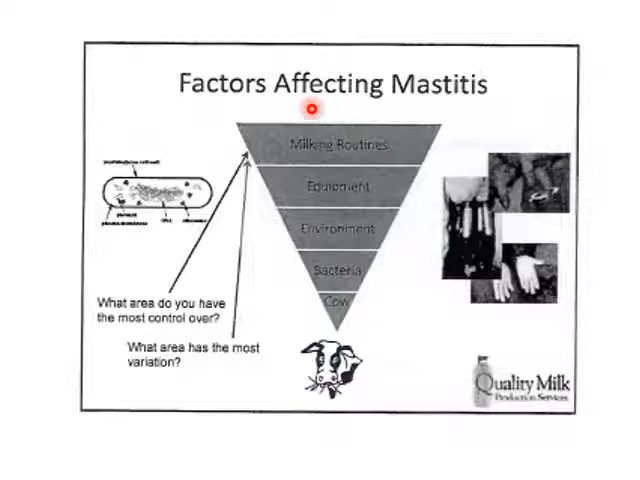 Factors Affecting Mastitis
Milking Routines
Equipment
Environment
Bacteria
Cow
What area do you have
the most control over?
What area has the most
variation?
Quality Milk
Production Services